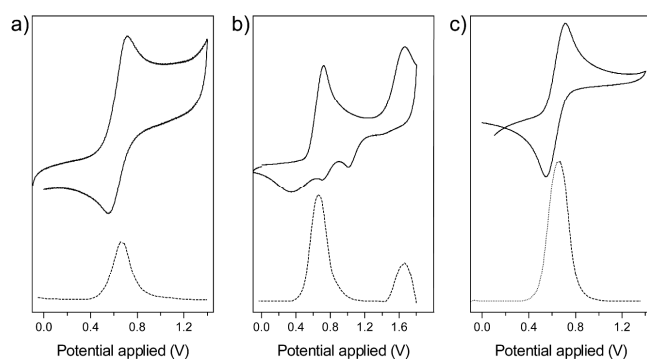 a) b) c)
0.0 0.4 0.8 1.2 0.0 0.4 0.8 1.2 1.6 0.0 0.4 0.8 1.2
Potential applied (V) Potential applied (V) Potential applied (V)